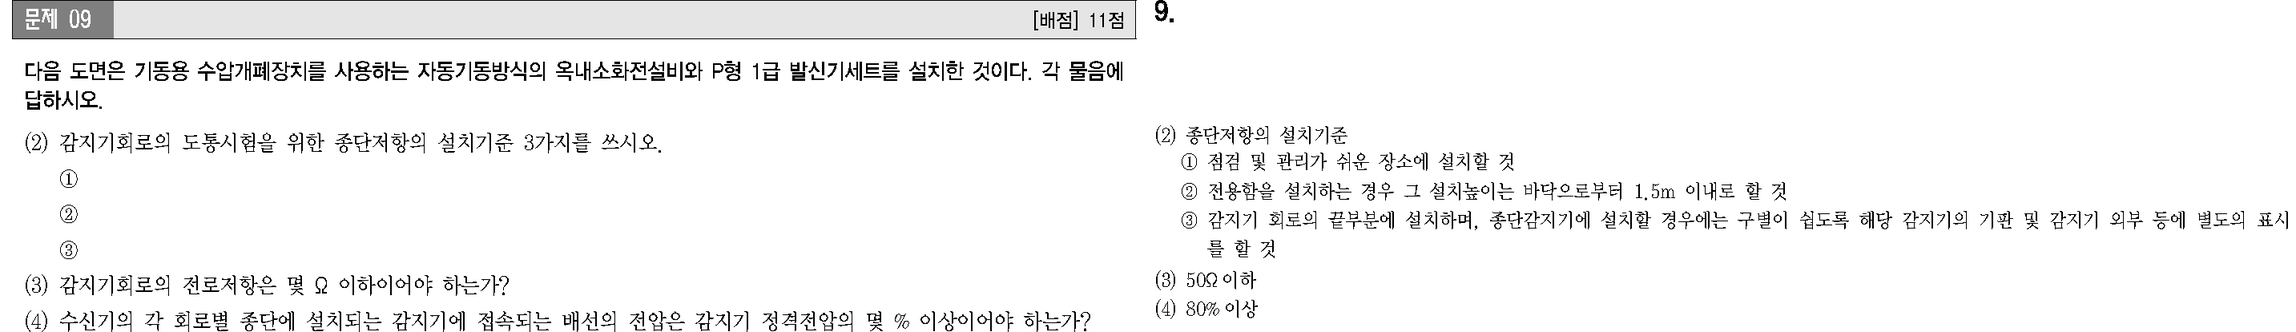 문제 09
[배점] 11점
다음 도면은 기동용 수압개폐장치를 사용하는 자동기동방식의 옥내소화전설비와 P형 1급 발신기세트를 설치한 것이다. 각 물음에
답하시오.
(2) 감지기회로의 도통시험을 위한 종단저항의 설치기준 3가지를 쓰시오.
①
②
③
(3) 감지기회로의 전로저항은 몇 Ω 이하이어야 하는가?
(4) 수신기의 각 회로별 종단에 설치되는 감지기에 접속되는 배선의 전압은 감지기 정격전압의 몇 % 이상이어야 하는가?
9.
(2) 종단저항의 설치기준
① 점검 및 관리가 쉬운 장소에 설치할 것
② 전용함을 설치하는 경우 그 설치높이는 바닥으로부터 1.5m 이내로 할 것
③ 감지기 회로의 끝부분에 설치하며, 종단감지기에 설치할 경우에는 구별이 쉽도록 해당 감지기의 기판 및 감지기 외부 등에 별도의 표시
를 할 것
(3) 50Ω 이하
(4) 80% 이상